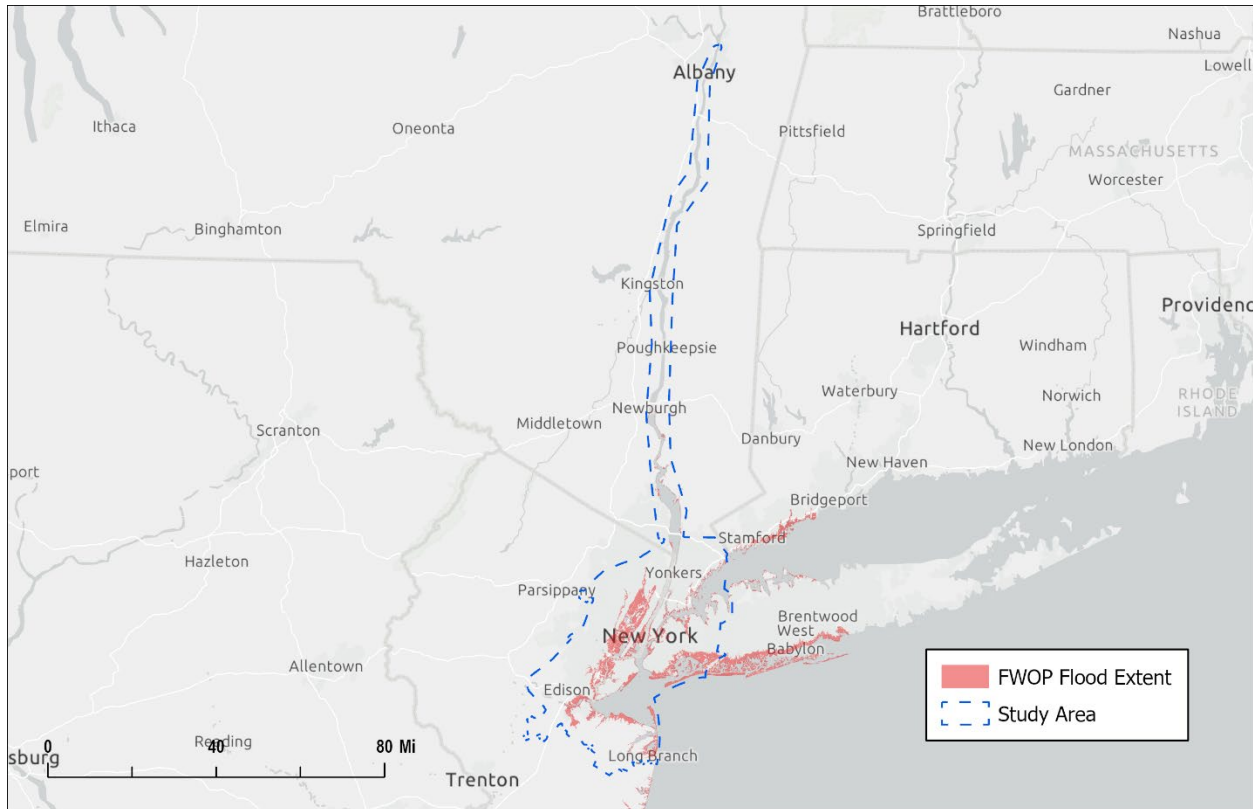 Brattleboro
Nashua
Lowell
Albany
Gardner
Ithaca
Oneonta
Pittsfield
MASSACHUSETTS
Worcester
Elmira
Binghamton
Springfield
Kingston
Providenc
Hartford
Poughkeepsie
Windham
Waterbury
Norwich
RHODE
ISLAND
Newburgh
Middletown
Scranton
Danbury
New London
port
New Haven
Bridgeport
Stamford
Hazleton
Yonkers
Parsippany
Brentwood
West
Babylon
New York
Allentown
Edison
FWOP Flood Extent
Study Area
Reading
0 40 80 Mi
sburg
Long Branch
Trenton